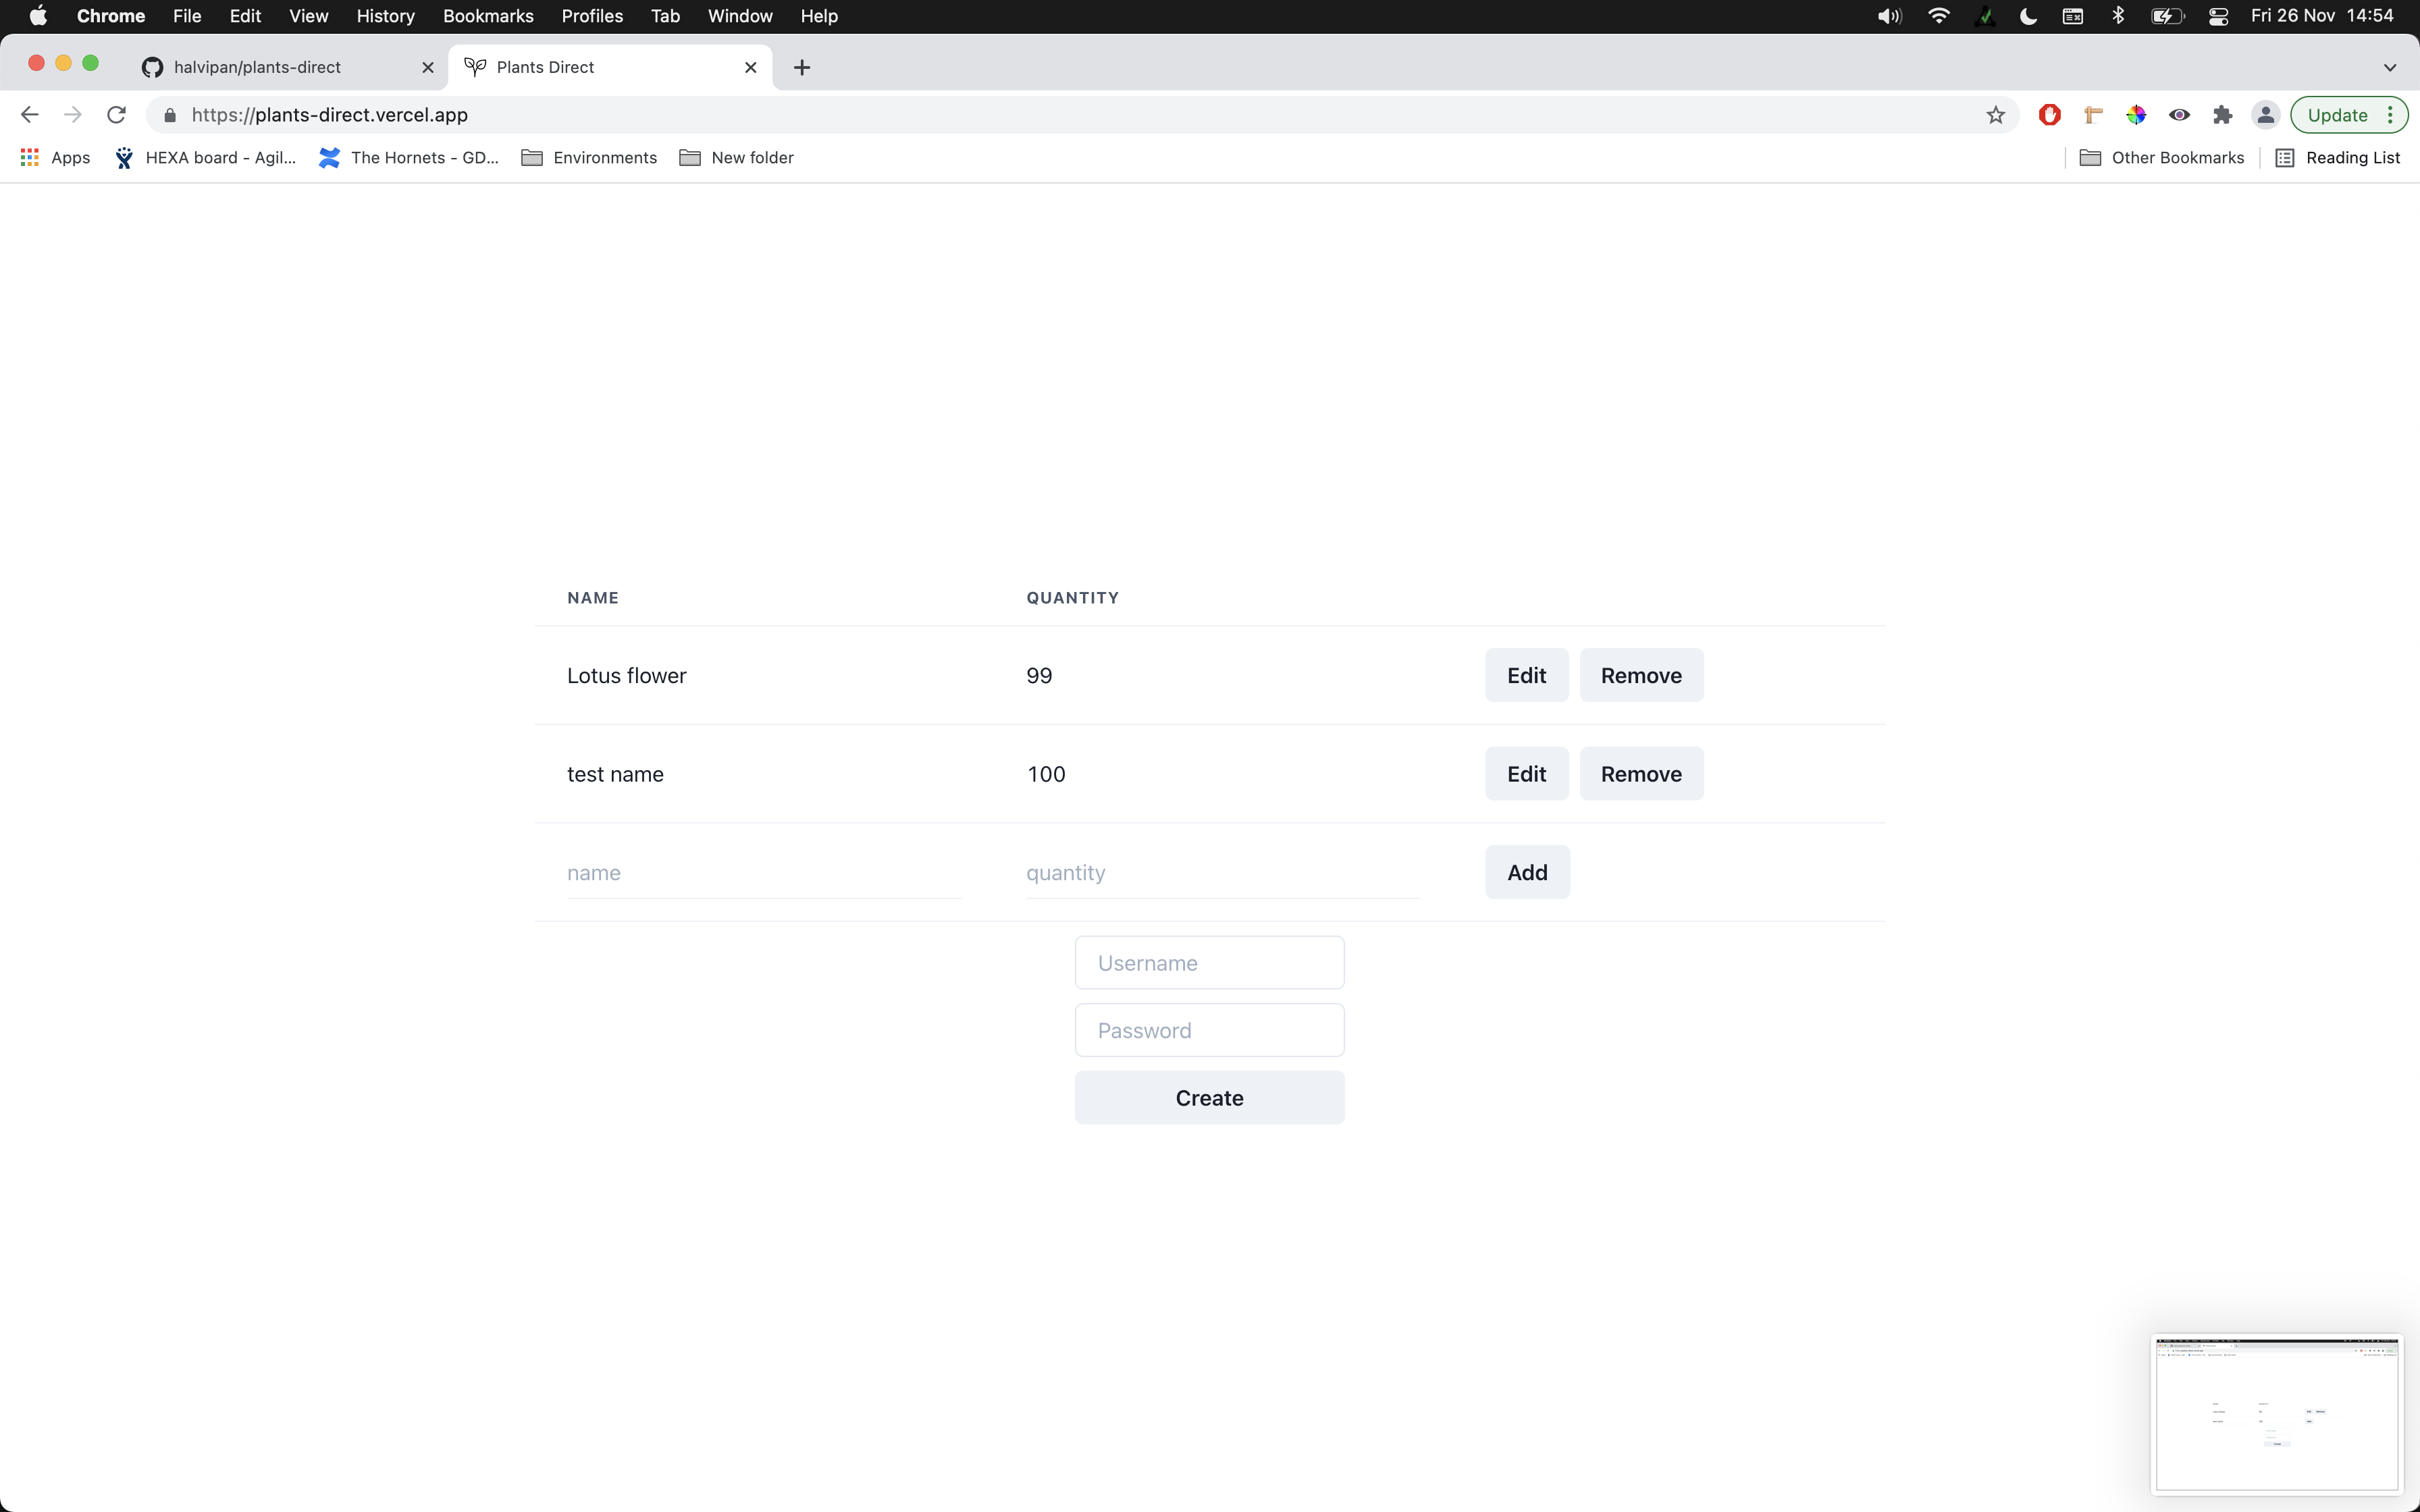 Chrome File Edit View History Bookmarks Profiles Tab Window Help Fri 26 Nov 14:54
halvipan/plants-direct Plants Direct
https://plants-direct.vercel.app Update
Apps HEXA board - Agil... The Hornets - GD... Environments New folder Other Bookmarks Reading List
NAME QUANTITY
Lotus flower 99 Edit Remove
test name 100 Edit Remove
name quantity Add
Username
Password
Create